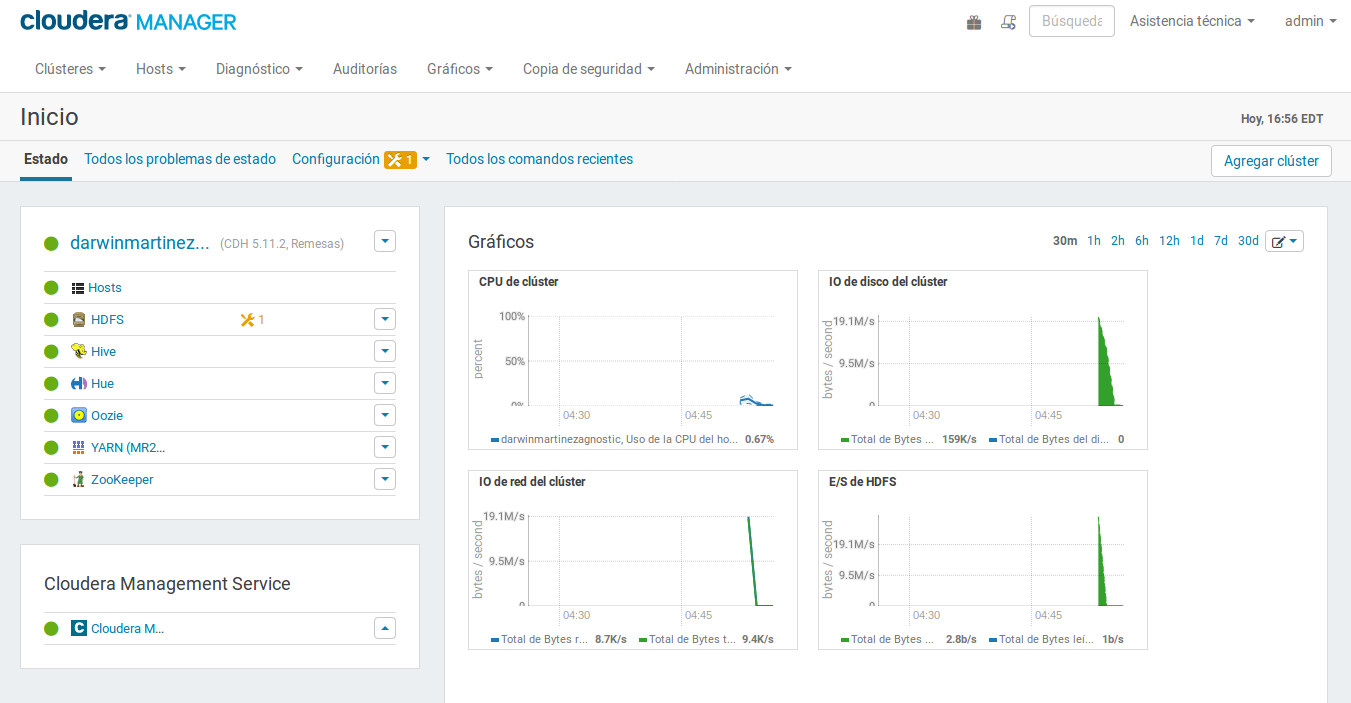 cloudera MANAGER
Búsqueda
Asistencia técnica
admin
Clústeres
Hosts
Diagnóstico
Auditorías
Gráficos
Copia de seguridad
Administración
Inicio
Hoy, 16:56 EDT
Estado
Todos los problemas de estado
Configuración 1
Todos los comandos recientes
Agregar clúster
darwinmartinez... (CDH 5.11.2, Remesas)
Hosts
HDFS 1
Hive
Hue
Oozie
YARN (MR2...
ZooKeeper
Cloudera Management Service
C Cloudera M...
Gráficos
30m 1h 2h 6h 12h 1d 7d 30d
CPU de clúster
percent
100%
50%
0%
04:30 04:45
darwinmartinezagnostic, Uso de la CPU del ho... 0.67%
IO de disco del clúster
bytes / second
19.1M/s
9.5M/s
0
04:30 04:45
Total de Bytes ... 159K/s Total de Bytes del di... 0
IO de red del clúster
bytes / second
19.1M/s
9.5M/s
0
04:30 04:45
Total de Bytes r... 8.7K/s Total de Bytes t... 9.4K/s
E/S de HDFS
bytes / second
19.1M/s
9.5M/s
0
04:30 04:45
Total de Bytes ... 2.8b/s Total de Bytes leí... 1b/s